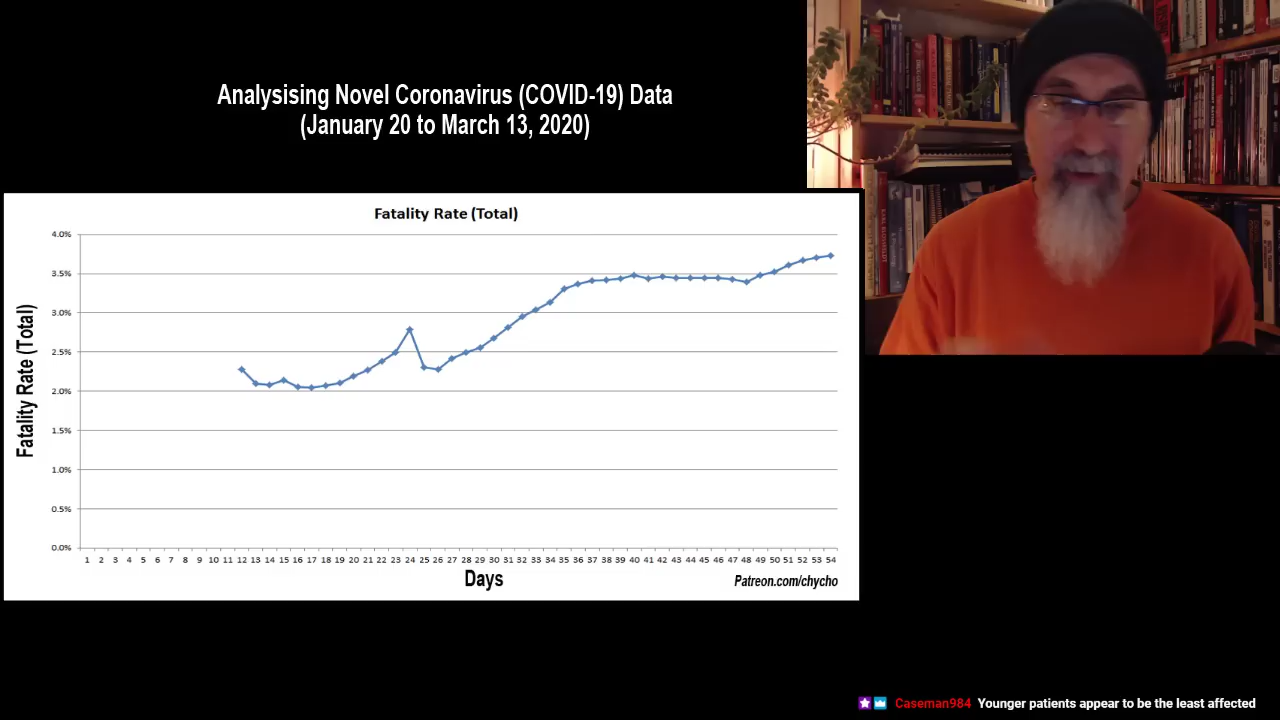 Analysising Novel Coronavirus (COVID-19) Data
(January 20 to March 13, 2020)
Fatality Rate (Total)
4.0%
3.5%
3.0%
2.5%
2.0%
1.5%
1.0%
0.5%
0.0%
Fatality Rate (Total)
1 2 3 4 5 6 7 8 9 10 11 12 13 14 15 16 17 18 19 20 21 22 23 24 25 26 27 28 29 30 31 32 33 34 35 36 37 38 39 40 41 42 43 44 45 46 47 48 49 50 51 52 53 54
Days
Patreon.com/chycho
Caseman984 Younger patients appear to be the least affected